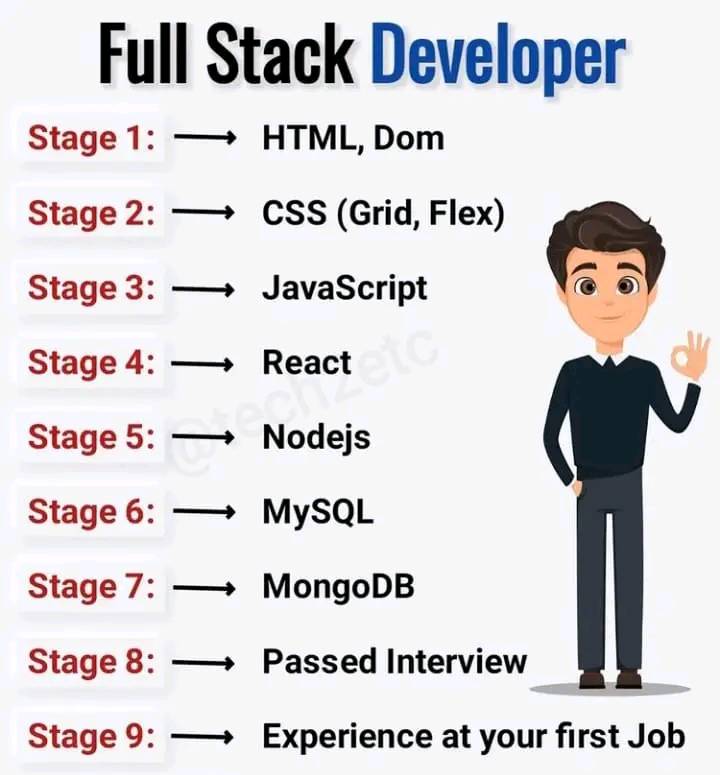 Full Stack Developer
Stage 1: → HTML, Dom
Stage 2: → CSS (Grid, Flex)
Stage 3: → JavaScript
Stage 4: → React
Stage 5: → Nodejs
Stage 6: → MySQL
Stage 7: → MongoDB
Stage 8: → Passed Interview
Stage 9: → Experience at your first Job
@tech2etc